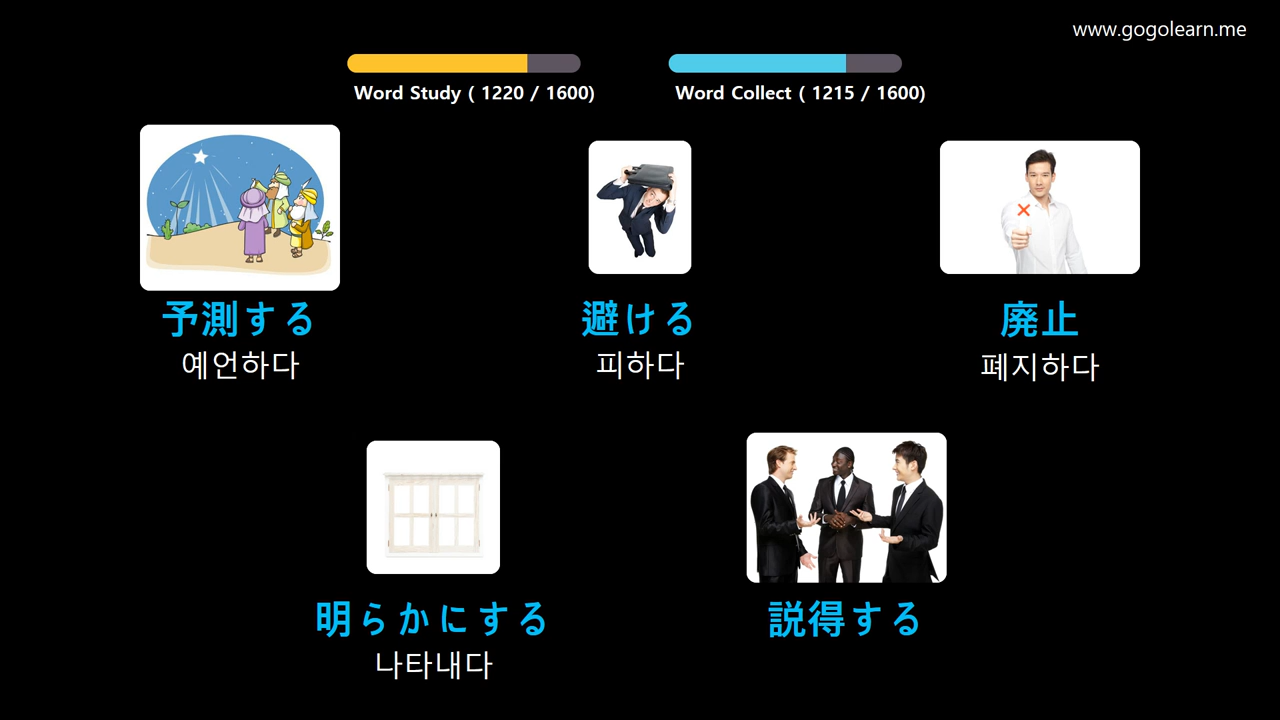 www.gogolearn.me
Word Study ( 1220 / 1600)
Word Collect ( 1215 / 1600)
予測する
예언하다
避ける
피하다
廃止
폐지하다
明らかにする
나타내다
説得する